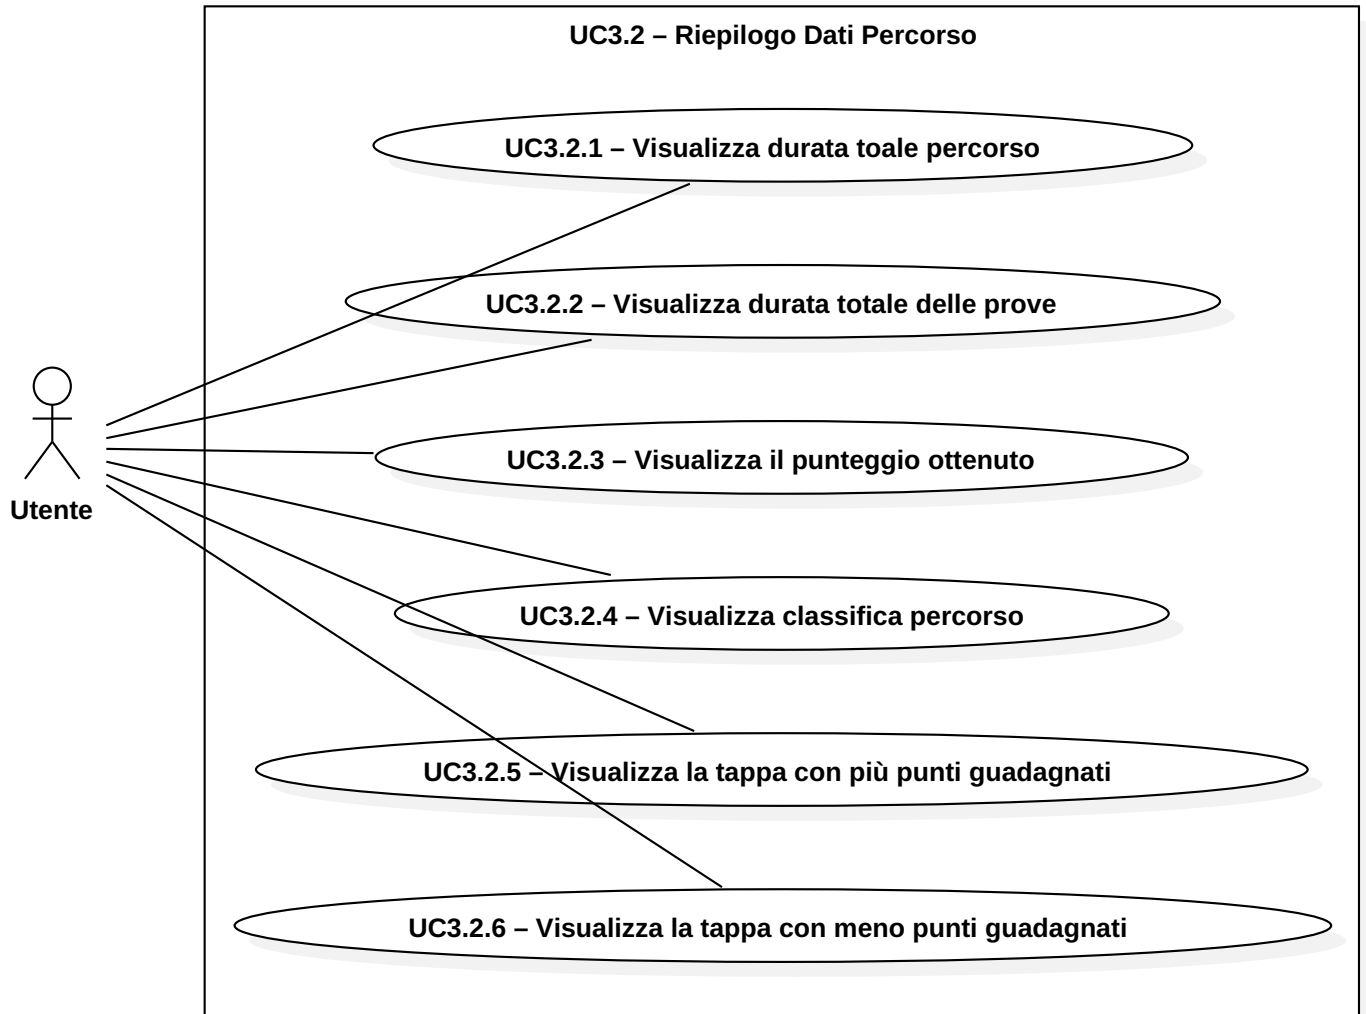 UC3.2 – Riepilogo Dati Percorso
UC3.2.1 – Visualizza durata toale percorso
UC3.2.2 – Visualizza durata totale delle prove
UC3.2.3 – Visualizza il punteggio ottenuto
Utente
UC3.2.4 – Visualizza classifica percorso
UC3.2.5 – Visualizza la tappa con più punti guadagnati
UC3.2.6 – Visualizza la tappa con meno punti guadagnati